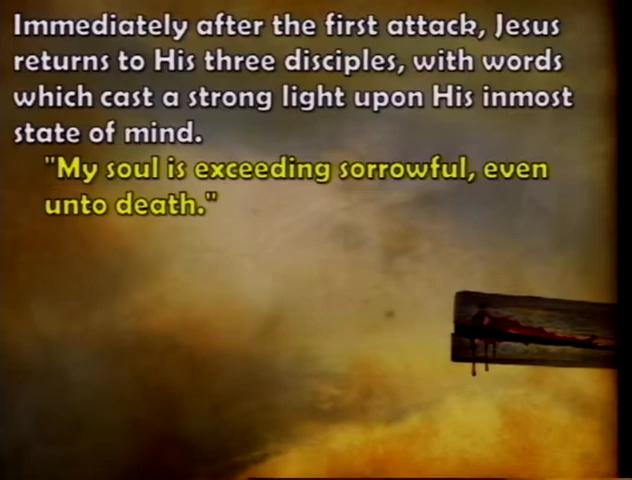 Immediately after the first attack, Jesus
returns to His three disciples, with words
which cast a strong light upon His inmost
state of mind.
"My soul is exceeding sorrowful, even
unto death."